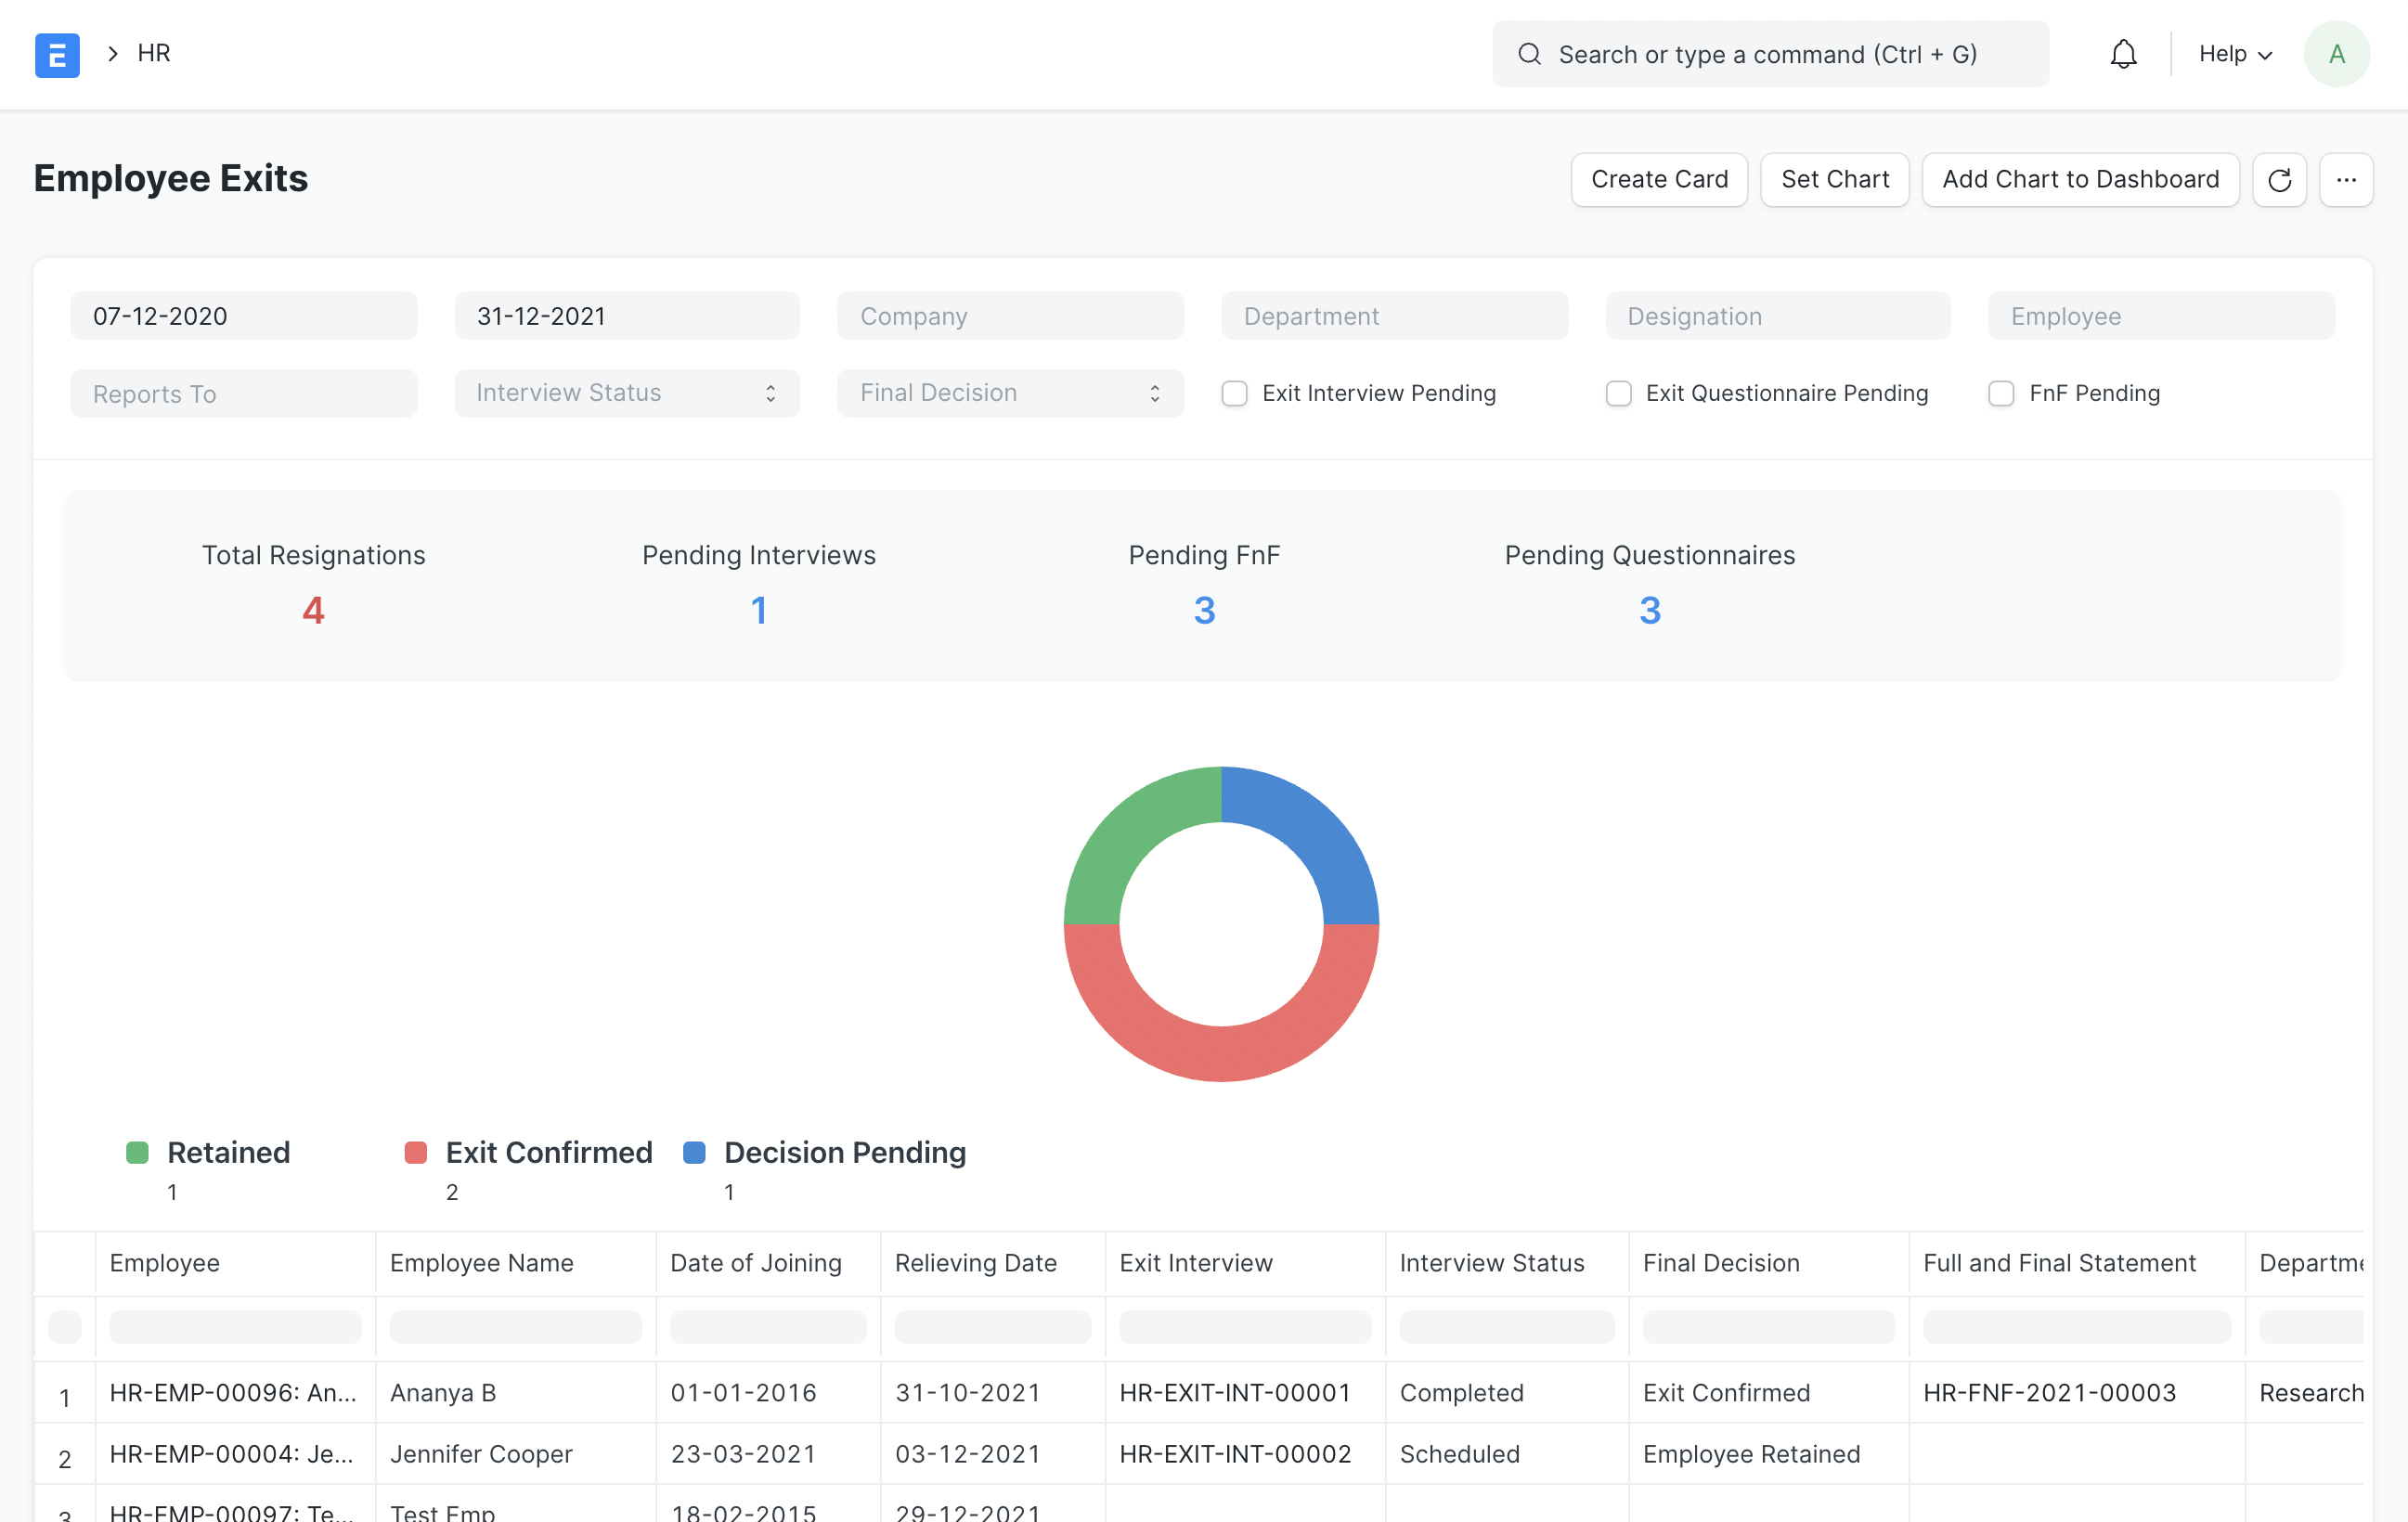 E > HR Search or type a command (Ctrl + G) Help A
Employee Exits Create Card Set Chart Add Chart to Dashboard ...
07-12-2020 31-12-2021 Company Department Designation Employee
Reports To Interview Status Final Decision Exit Interview Pending Exit Questionnaire Pending FnF Pending
Total Resignations Pending Interviews Pending FnF Pending Questionnaires
4 1 3 3
Retained Exit Confirmed Decision Pending
1 2 1
Employee Employee Name Date of Joining Relieving Date Exit Interview Interview Status Final Decision Full and Final Statement Departme
1 HR-EMP-00096: An... Ananya B 01-01-2016 31-10-2021 HR-EXIT-INT-00001 Completed Exit Confirmed HR-FNF-2021-00003 Research
2 HR-EMP-00004: Je... Jennifer Cooper 23-03-2021 03-12-2021 HR-EXIT-INT-00002 Scheduled Employee Retained
3 HR-EMP-00097: Te... Test Emp 18-02-2015 29-12-2021